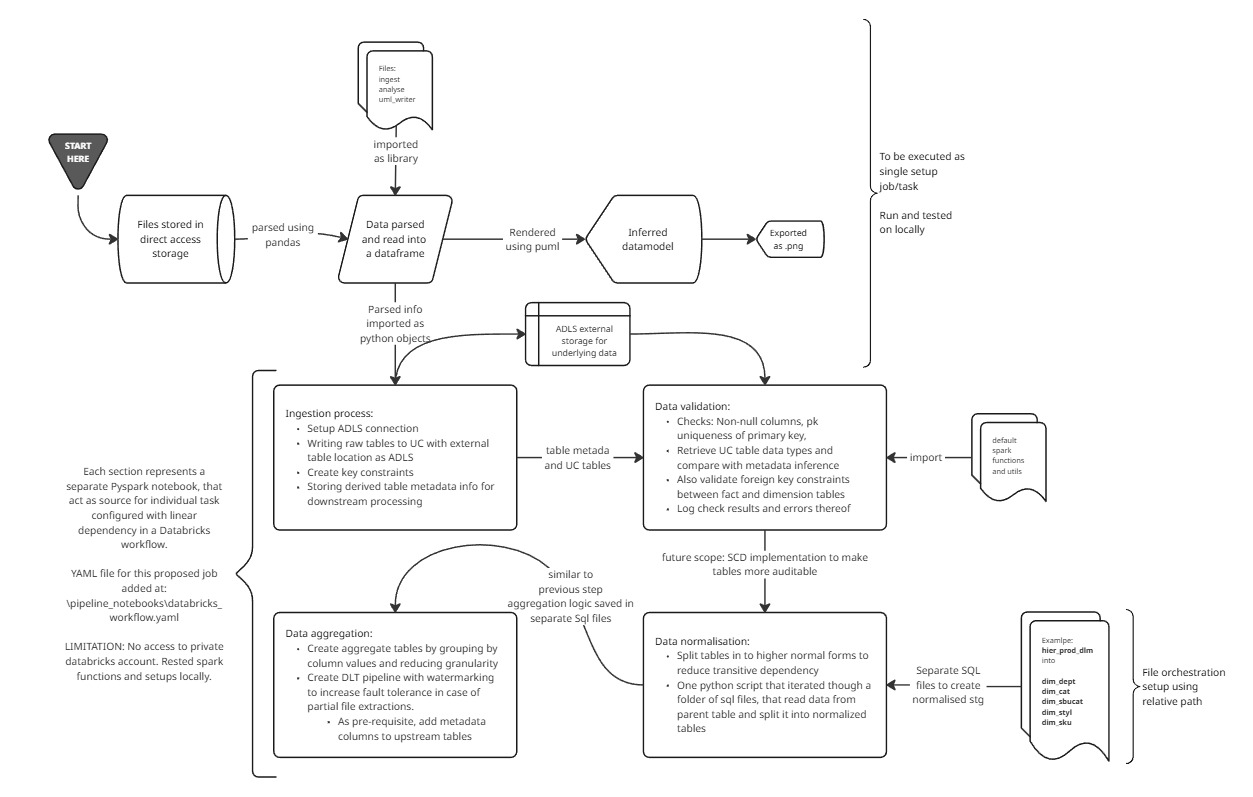 Files:
ingest
analyse
uml_writer
START
HERE
imported
as library
To be executed as
single setup
job/task
Run and tested
on locally
Files stored in
direct access
storage
parsed using
pandas
Data parsed
and read into
a dataframe
Rendered
using puml
Inferred
datamodel
Exported
as .png
Parsed info
imported as
python objects
ADLS external
storage for
underlying data
Ingestion process:
• Setup ADLS connection
• Writing raw tables to UC with external
table location as ADLS
• Create key constraints
• Storing derived table metadata info for
downstream processing
table metada
and UC tables
Data validation:
• Checks: Non-null columns, pk
uniqueness of primary key,
• Retrieve UC table data types and
compare with metadata inference
• Also validate foreign key constraints
between fact and dimension tables
• Log check results and errors thereof
import
default
spark
functions
and utils
Each section represents a
separate Pyspark notebook, that
act as source for individual task
configured with linear
dependency in a Databricks
workflow.
YAML file for this proposed job
added at:
\pipeline_notebooks\databricks_
workflow.yaml
LIMITATION: No access to private
databricks account. Rested spark
functions and setups locally.
future scope: SCD implementation to make
tables more auditable
similar to
previous step
aggregation logic saved in
separate Sql files
Data aggregation:
• Create aggregate tables by grouping by
column values and reducing granularity
• Create DLT pipeline with watermarking
to increase fault tolerance in case of
partial file extractions.
• As pre-requisite, add metadata
columns to upstream tables
Data normalisation:
• Split tables in to higher normal forms to
reduce transitive dependency
• One python script that iterated though a
folder of sql files, that read data from
parent table and split it into normalized
tables
Separate SQL
files to create
normalised stg
Examlpe:
hier_prod_dlm
into
dim_dept
dim_cat
dim_sbucat
dim_styl
dim_sku
File orchestration
setup using
relative path